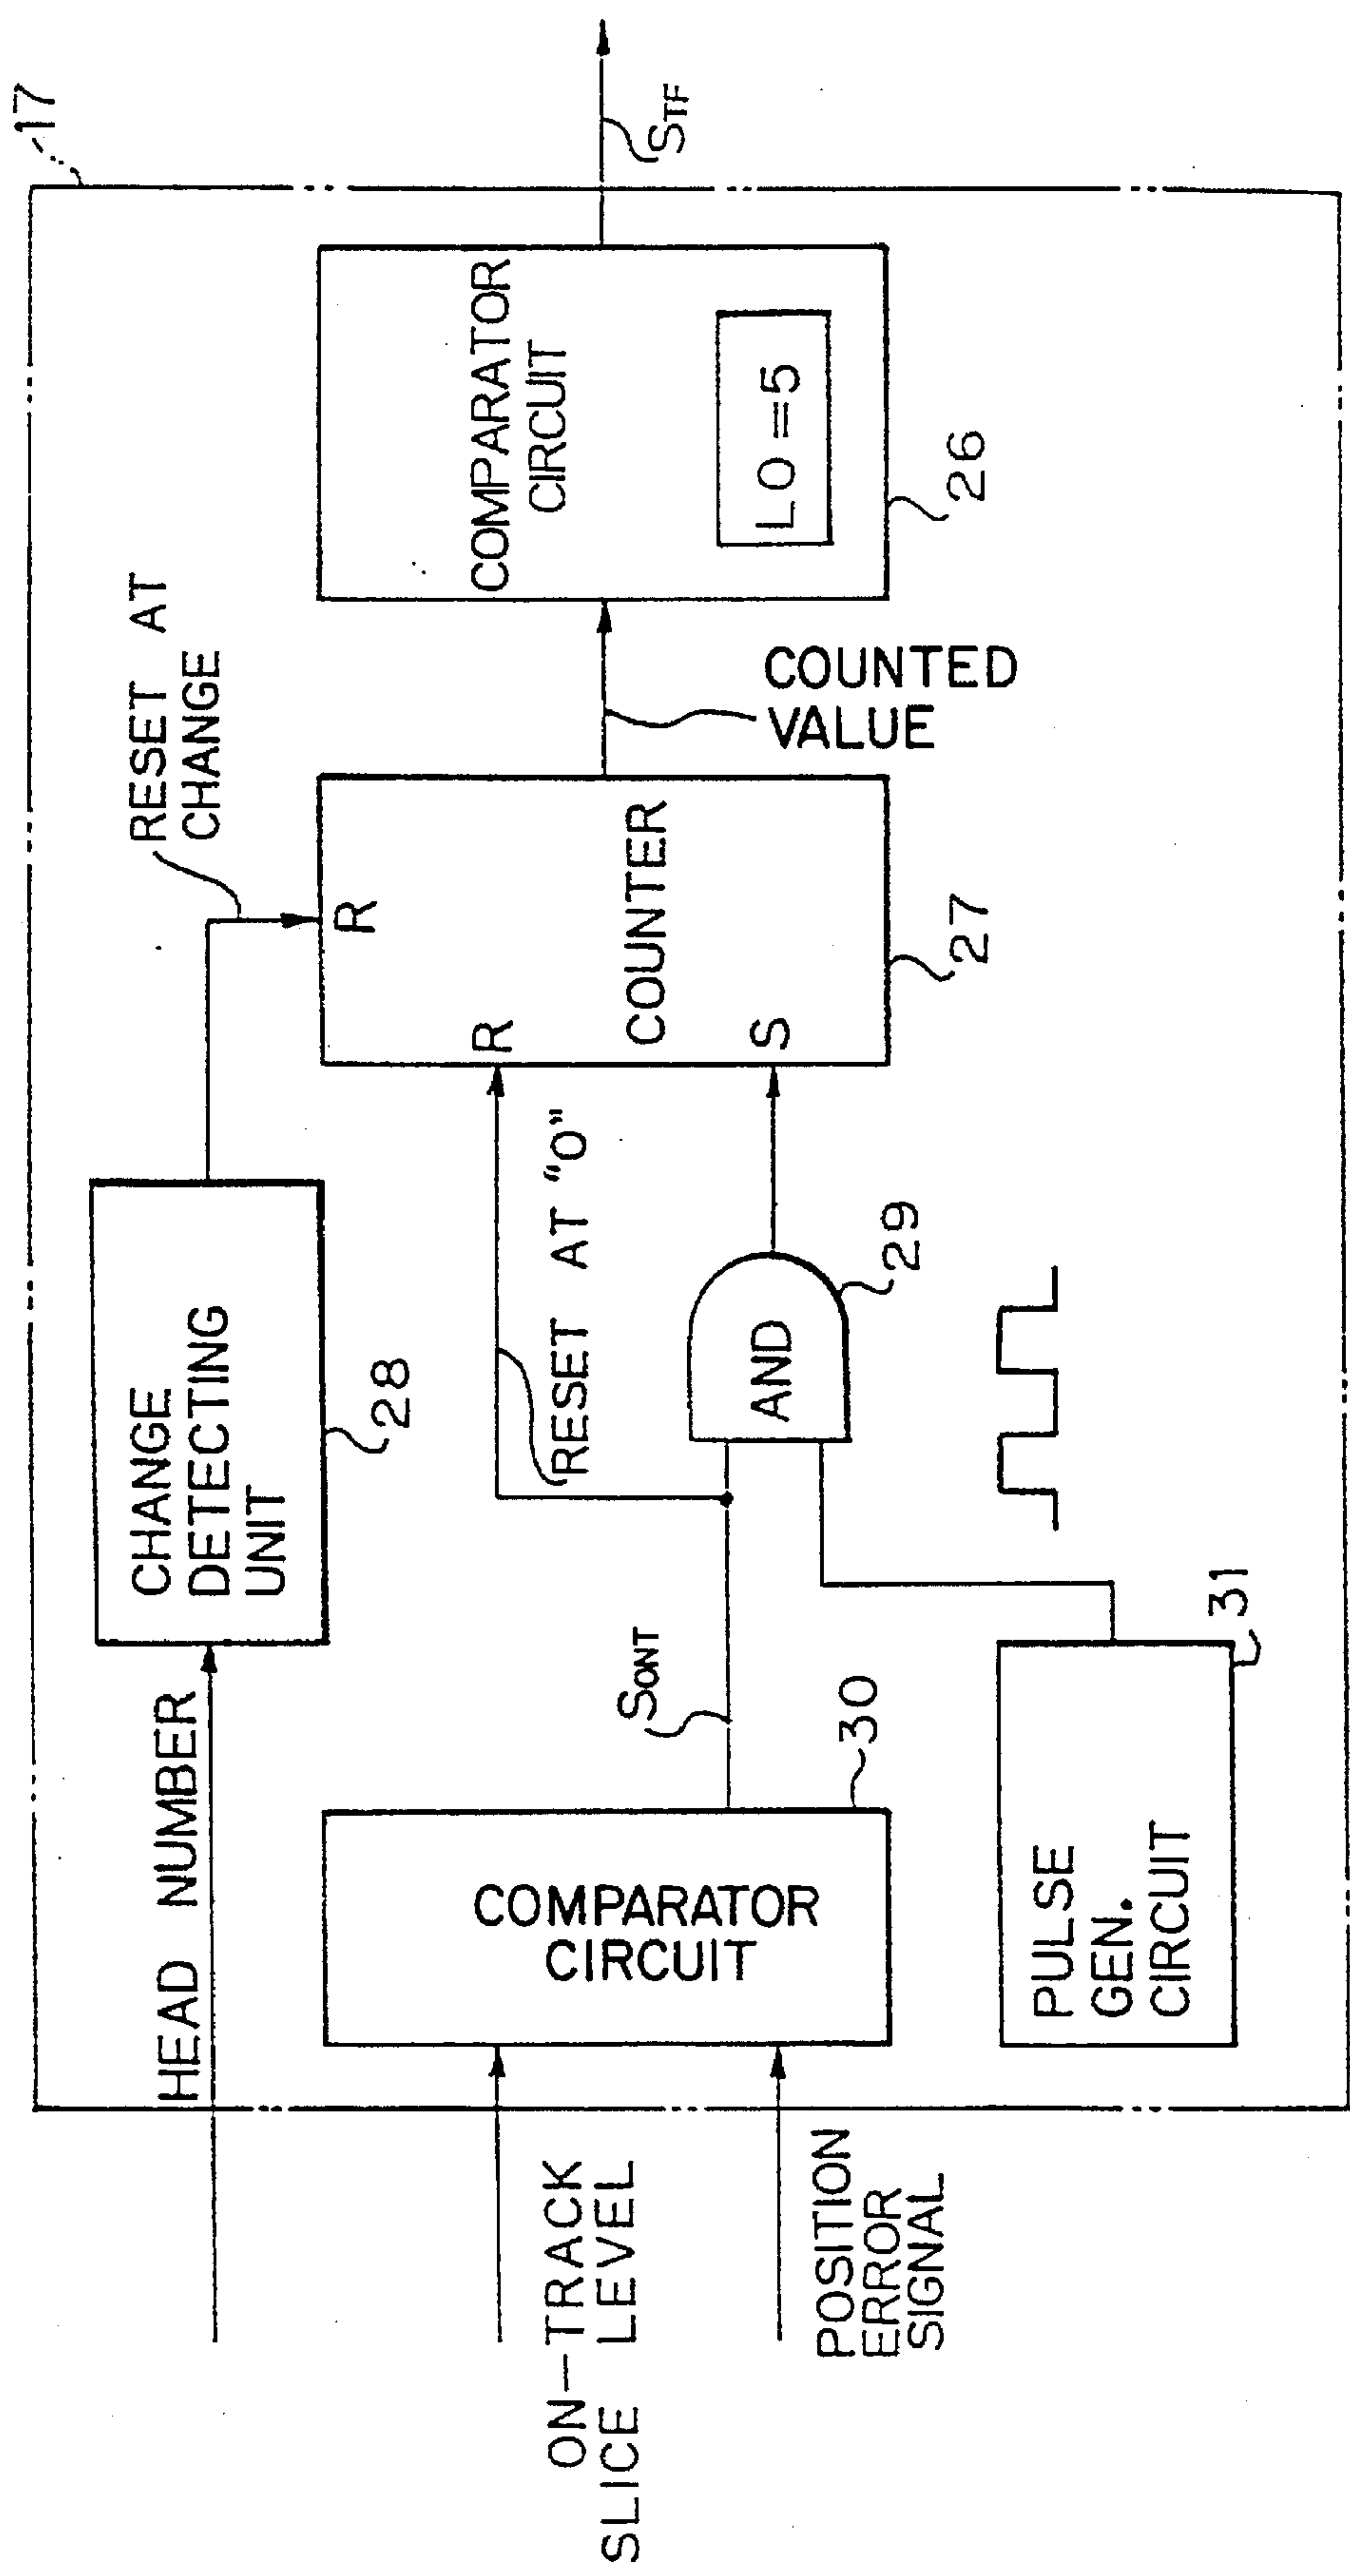 17
HEAD NUMBER
CHANGE
DETECTING
UNIT
28
RESET AT
CHANGE
ON-TRACK
SLICE LEVEL
POSITION
ERROR
SIGNAL
COMPARATOR
CIRCUIT
30
SONT
RESET AT "0"
AND
29
PULSE
GEN.
CIRCUIT
31
R
R
COUNTER
S
27
COUNTED
VALUE
COMPARATOR
CIRCUIT
LO=5
26
STF